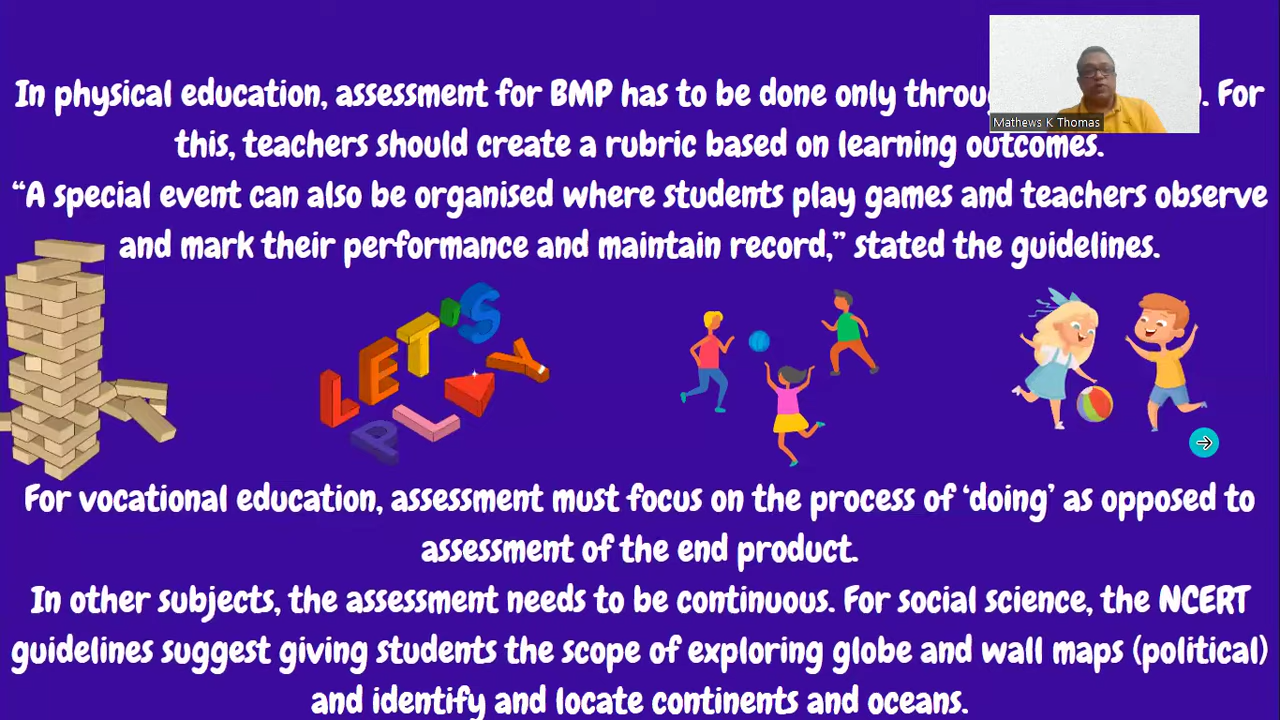 In physical education, assessment for BMP has to be done only . For
this, teachers should create a rubric based on learning outcomes.
Mathews K Thomas
“A special event can also be organised where students play games and teachers observe
and mark their performance and maintain record,” stated the guidelines.
LET'S
PLAY
For vocational education, assessment must focus on the process of ‘doing’ as opposed to
assessment of the end product.
In other subjects, the assessment needs to be continuous. For social science, the NCERT
guidelines suggest giving students the scope of exploring globe and wall maps (political)
and identify and locate continents and oceans.